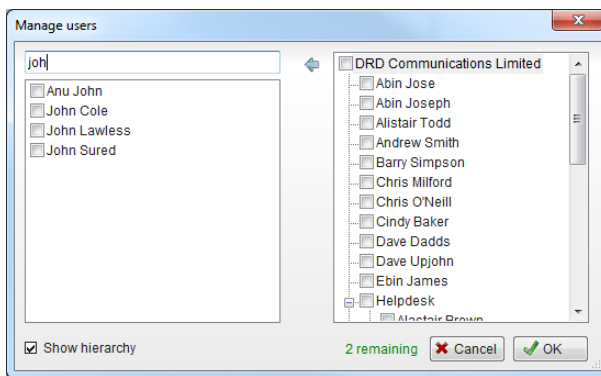 Manage users
joh
Anu John
John Cole
John Lawless
John Sured
DRD Communications Limited
Abin Jose
Abin Joseph
Alistair Todd
Andrew Smith
Barry Simpson
Chris Milford
Chris O'Neill
Cindy Baker
Dave Dadds
Dave Upjohn
Ebin James
Helpdesk
Alastair Brown
Show hierarchy
2 remaining
Cancel
OK